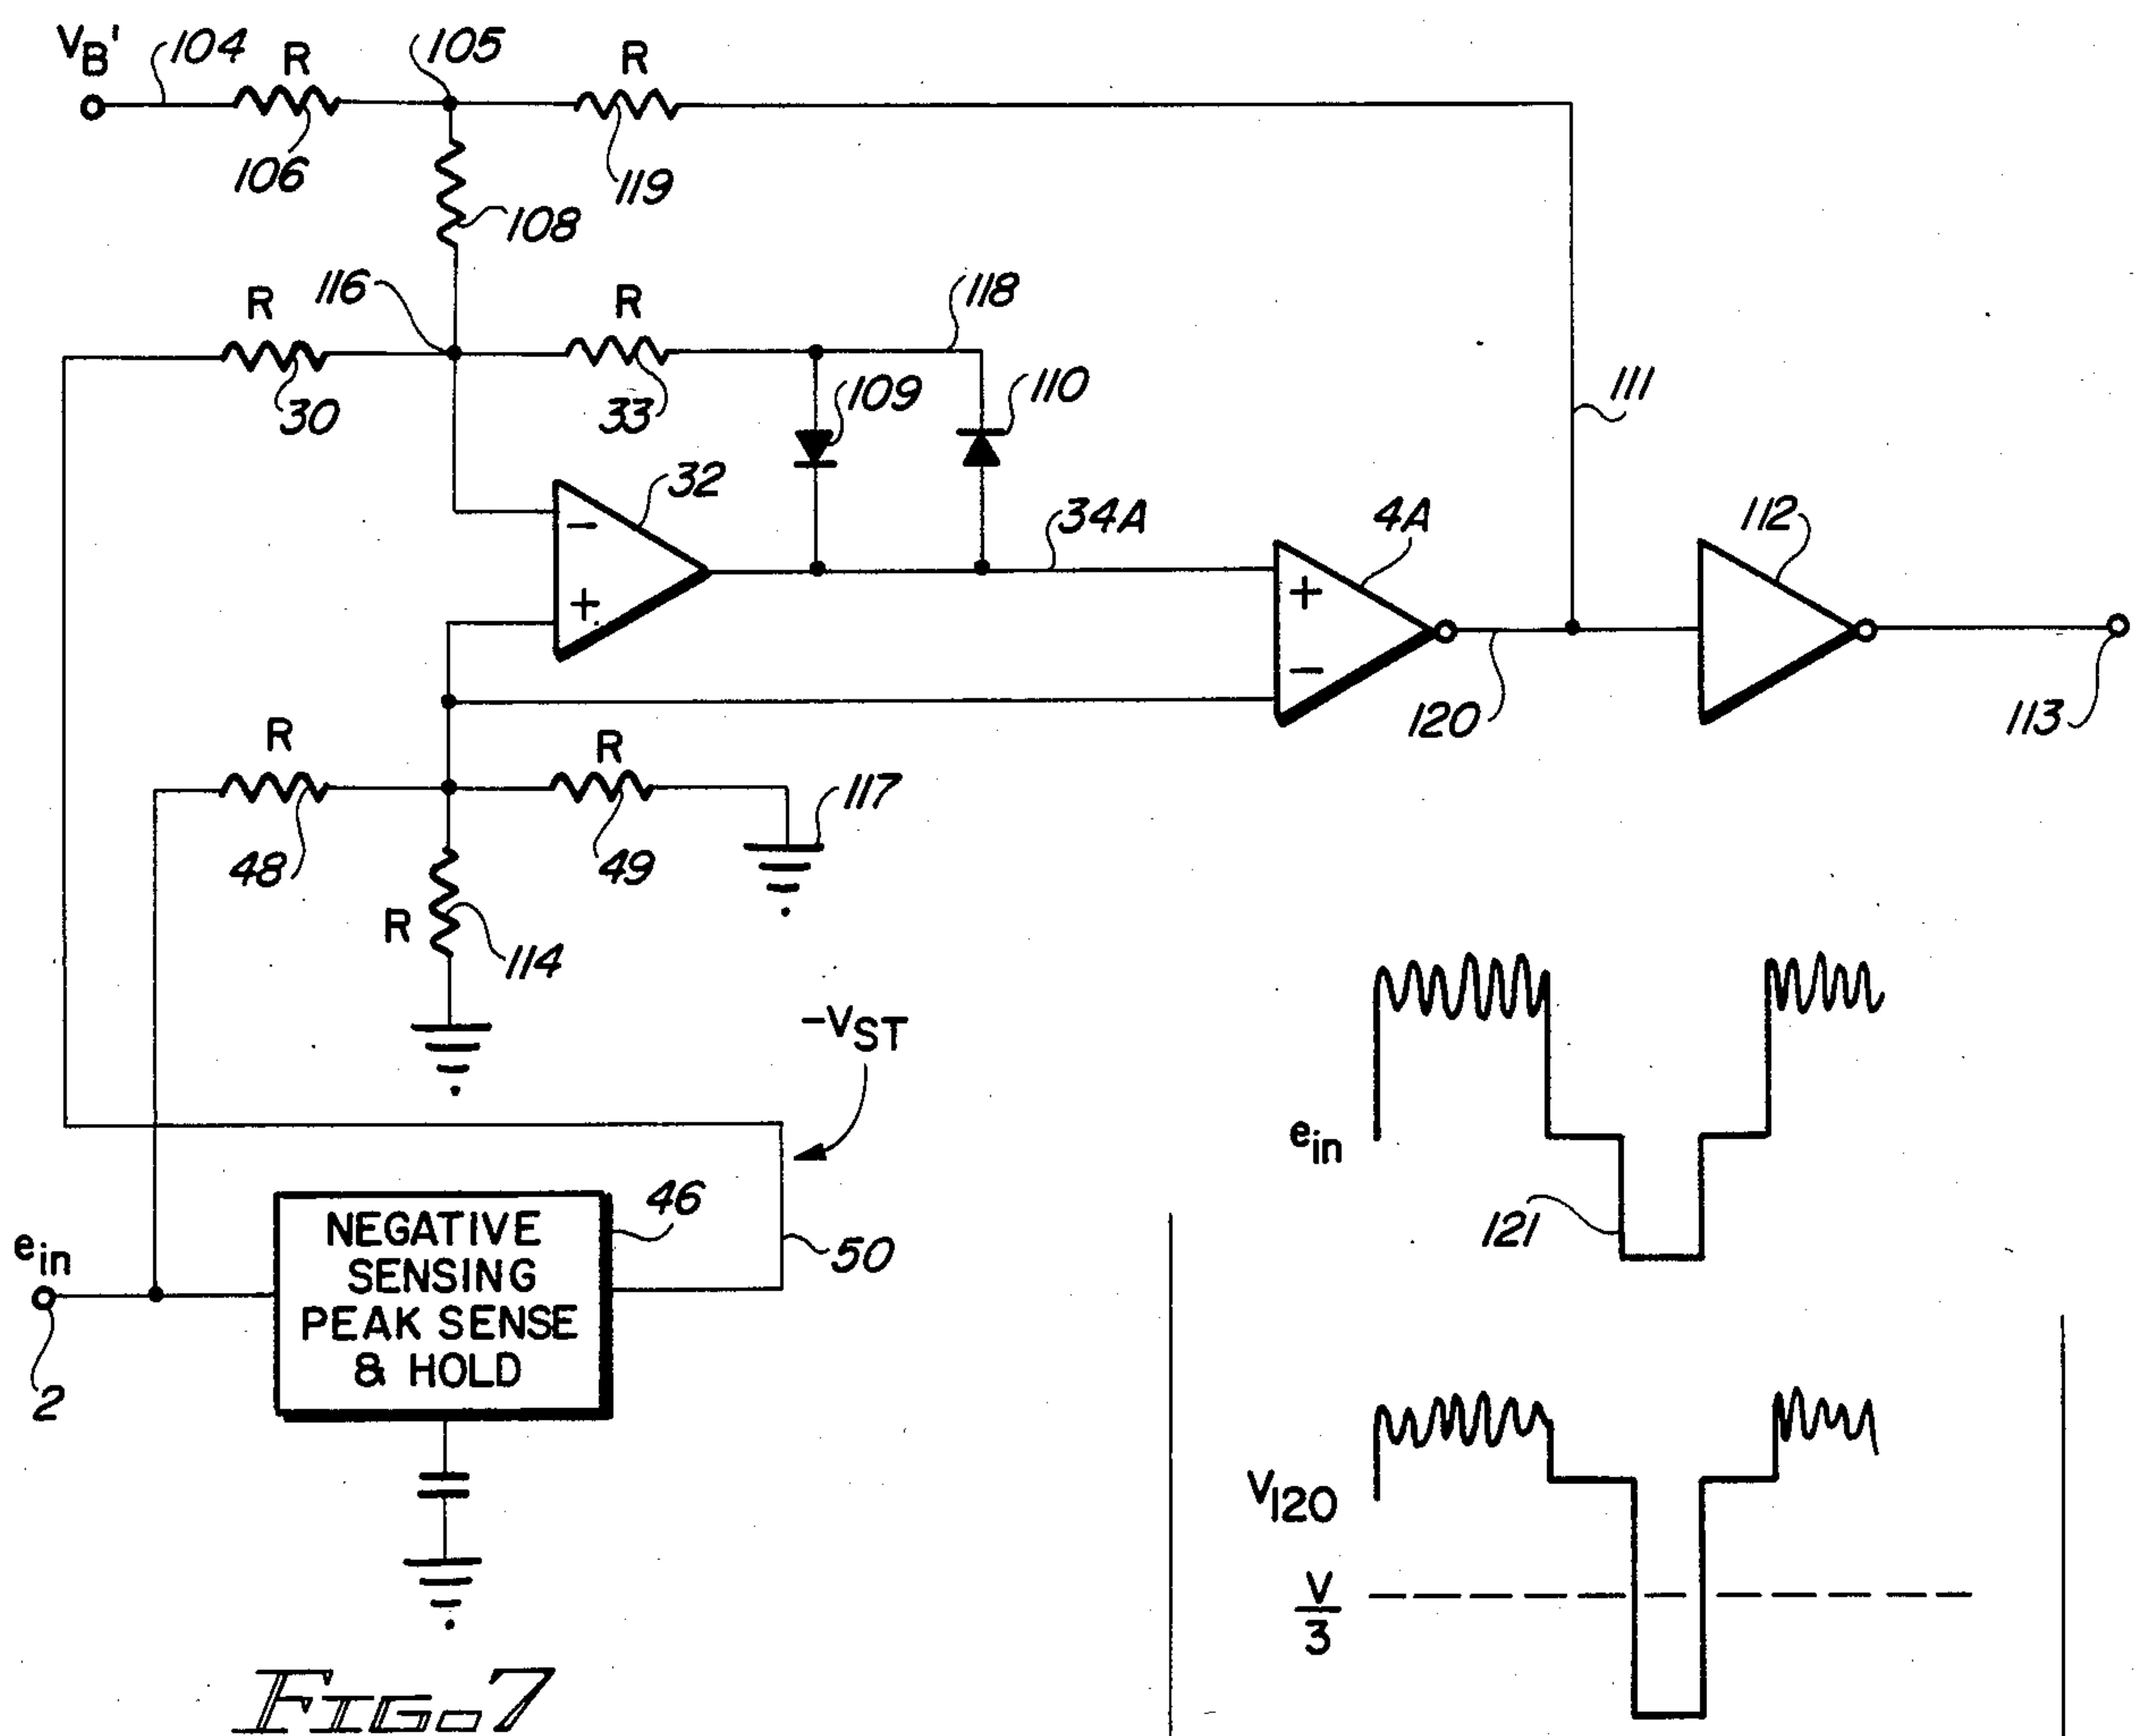 VB' 104 R 105 R
106 119
108
R 116 R 118
30 33 109 110 111
32 34A 4A 112
− +
+ −
120 113
R R 117
48 49
R 114
−VST
ein
121
46
ein NEGATIVE
SENSING
PEAK SENSE
& HOLD
50
2
V120
V
3
FIG. 7